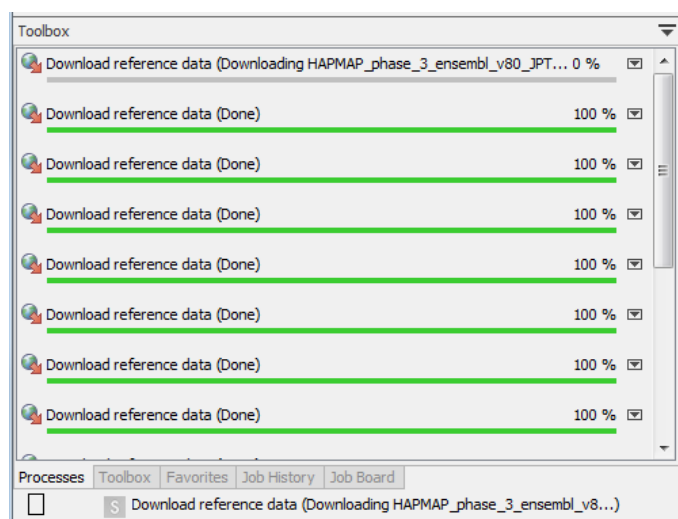 Toolbox
Download reference data (Downloading HAPMAP_phase_3_ensembl_v80_JPT... 0 %
Download reference data (Done) 100 %
Download reference data (Done) 100 %
Download reference data (Done) 100 %
Download reference data (Done) 100 %
Download reference data (Done) 100 %
Download reference data (Done) 100 %
Download reference data (Done) 100 %
Processes Toolbox Favorites Job History Job Board
S Download reference data (Downloading HAPMAP_phase_3_ensembl_v8...)